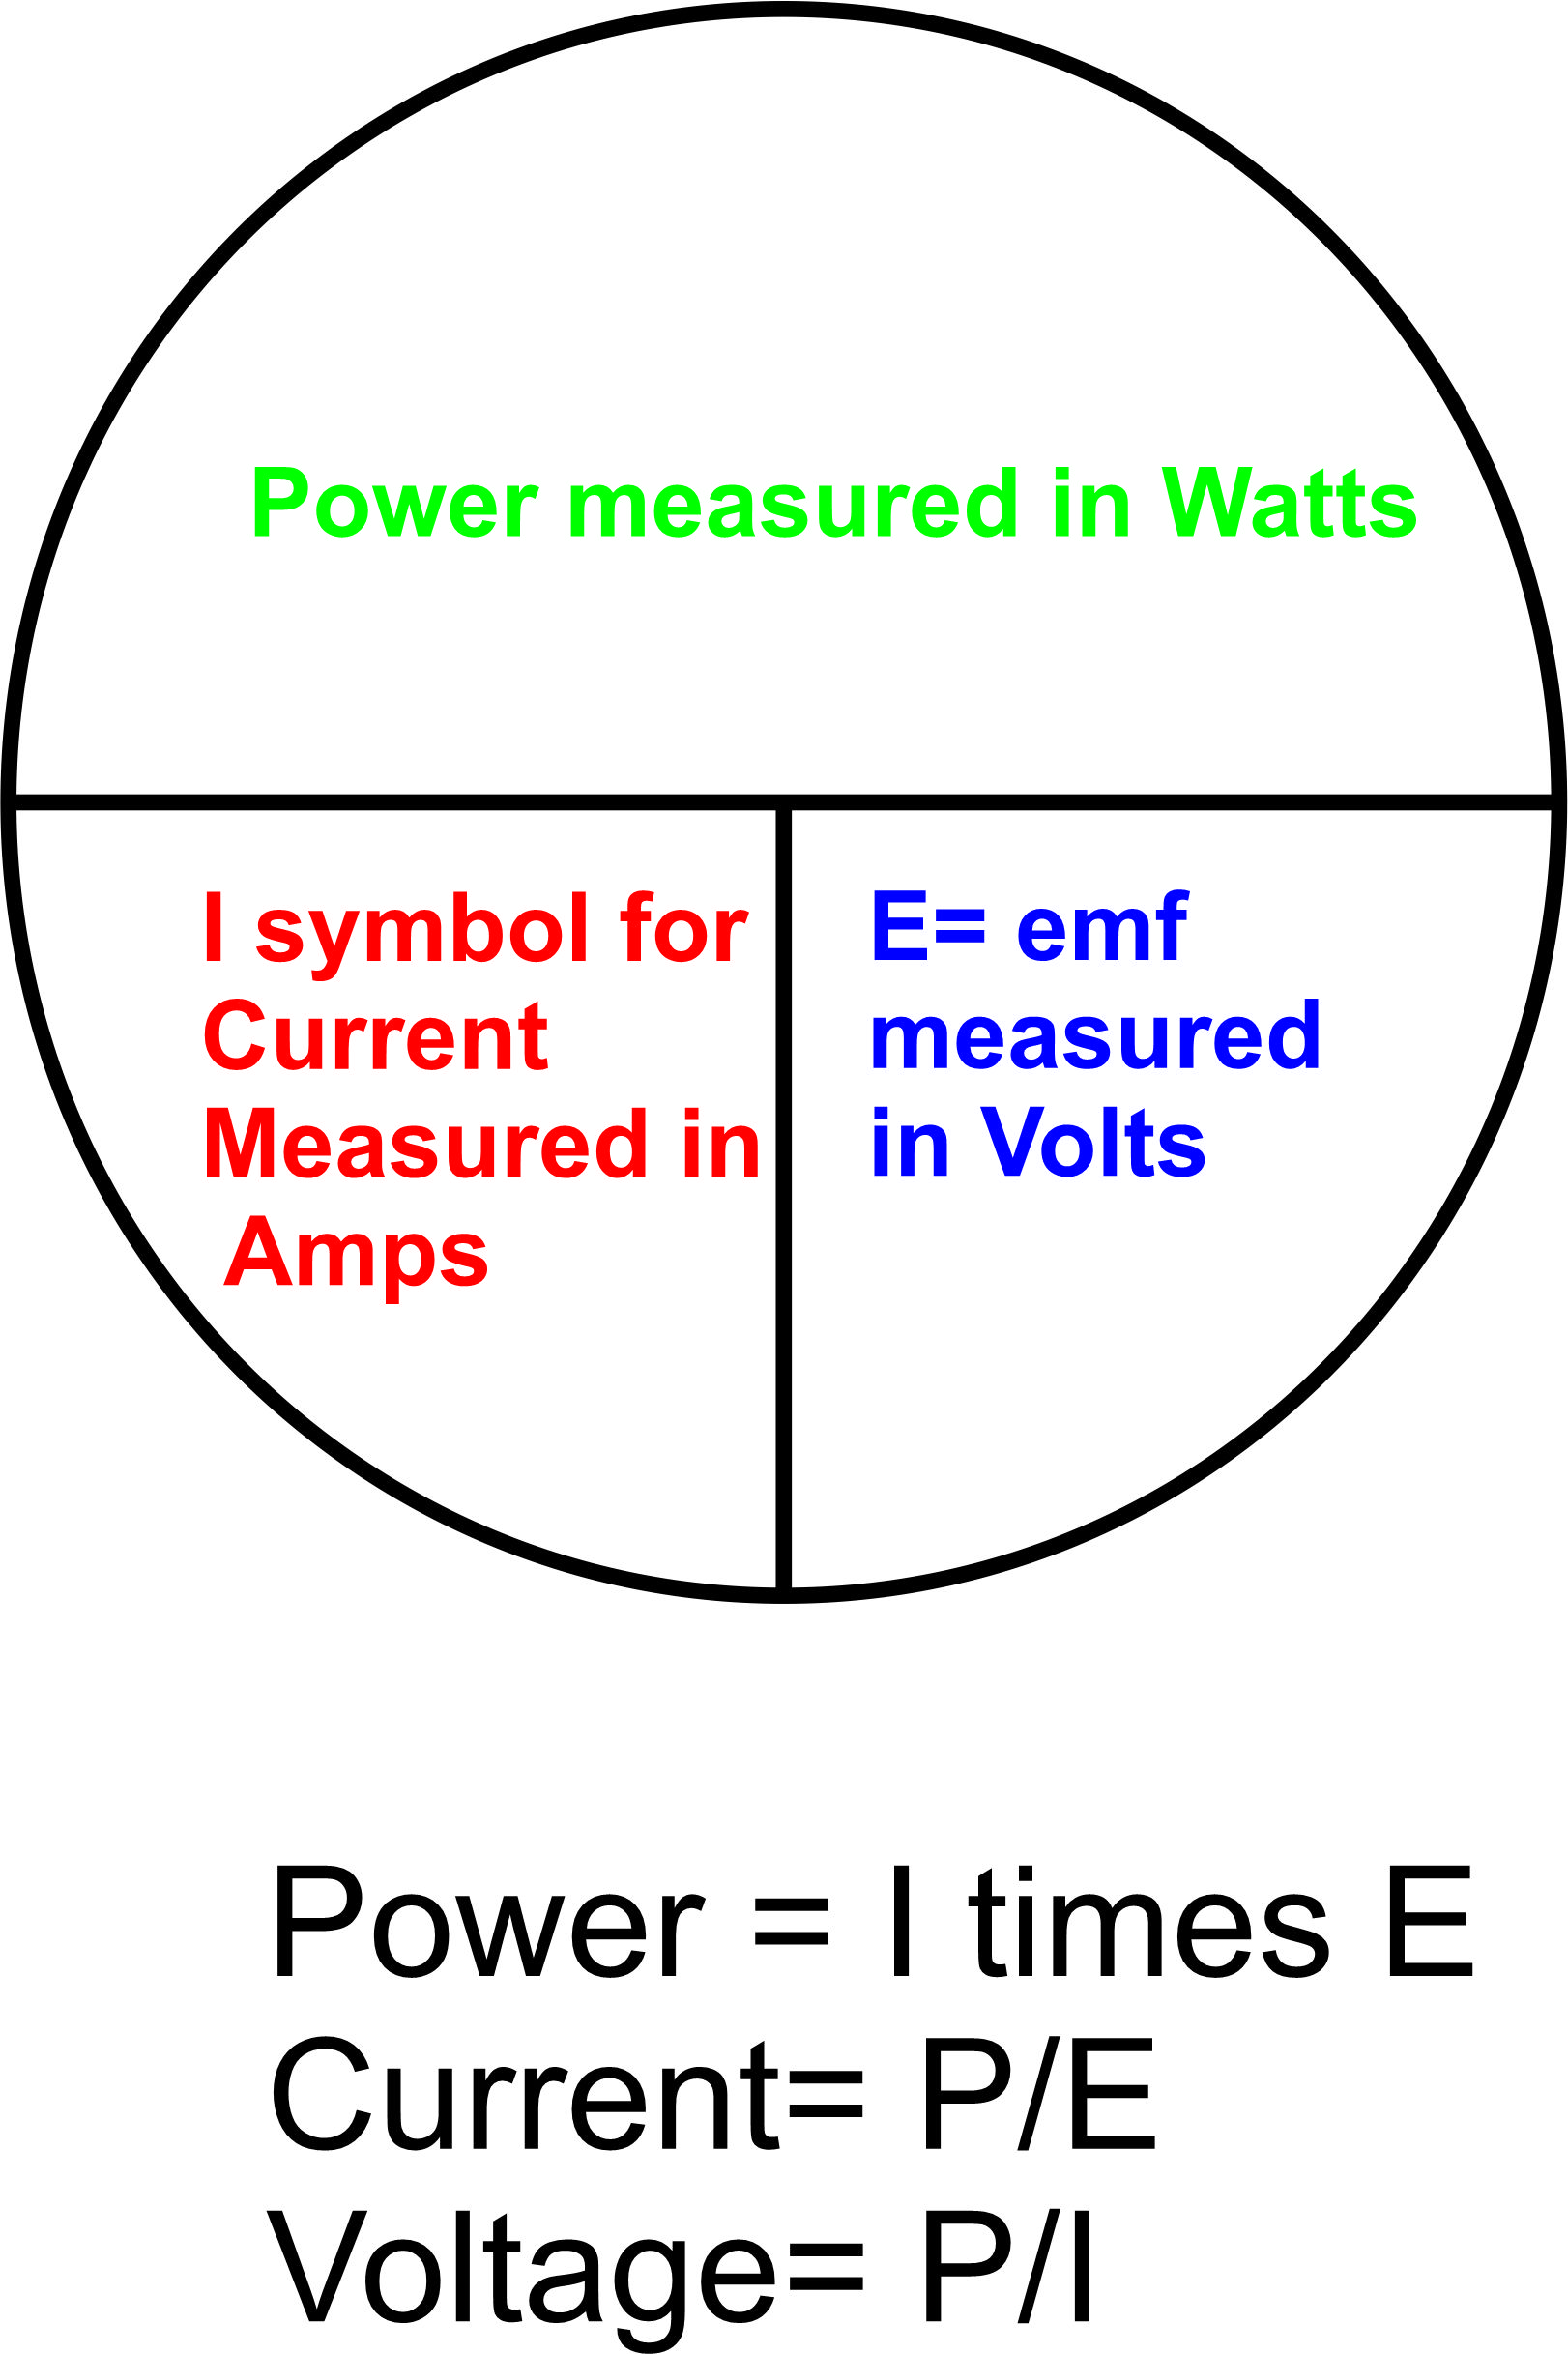 Power measured in Watts
I symbol for
Current
Measured in
Amps
E= emf
measured
in Volts
Power = I times E
Current= P/E
Voltage= P/I